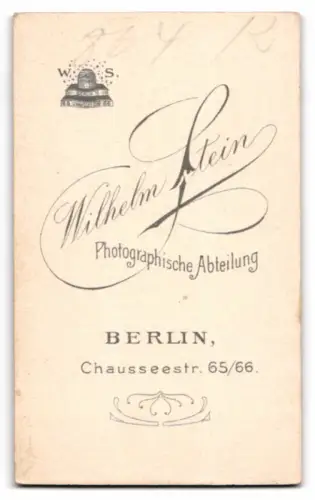 W. S.
Wilhelm Stein
Photographische Abteilung
BERLIN,
Chausseestr. 65/66.